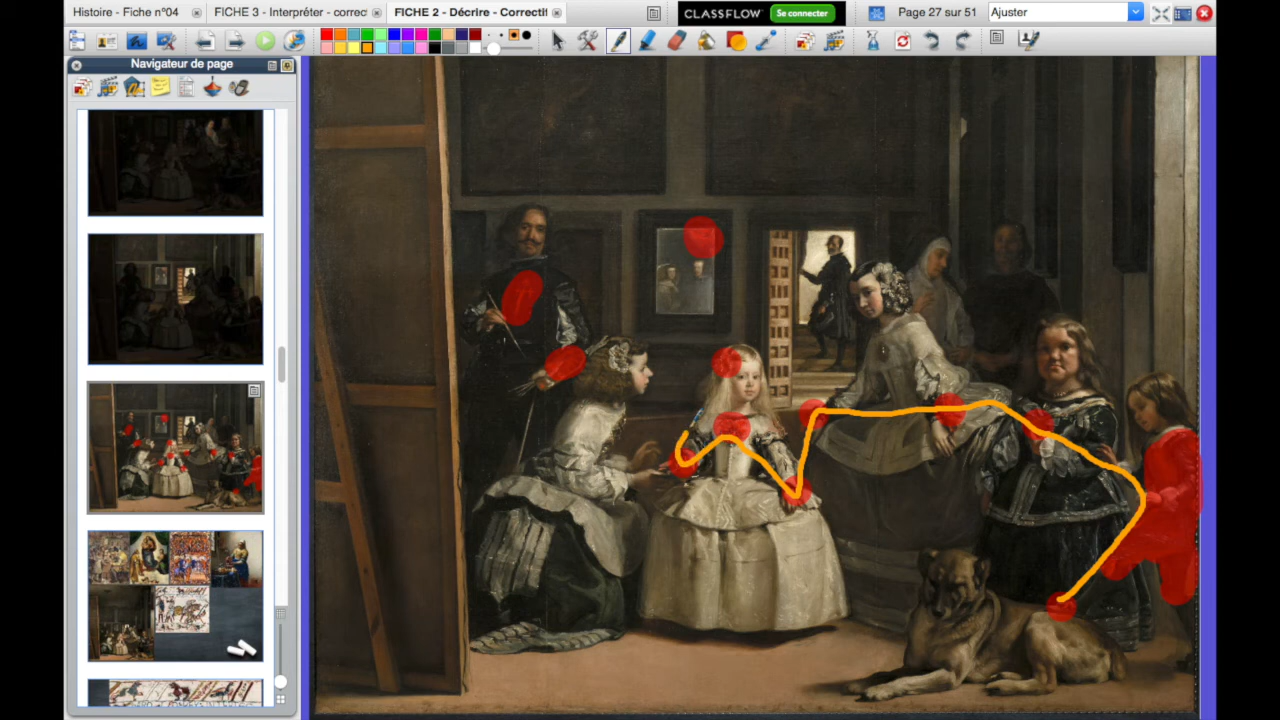 Histoire - Fiche n°04
FICHE 3 - Interpréter - correc
FICHE 2 - Décrire - Correctif
CLASSFLOW
Se connecter
Page 27 sur 51
Ajuster
Navigateur de page